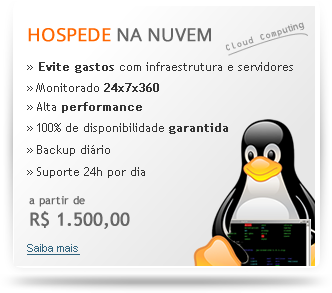 HOSPEDE NA NUVEM
Cloud Computing
» Evite gastos com infraestrutura e servidores
» Monitorado 24x7x360
» Alta performance
» 100% de disponibilidade garantida
» Backup diário
» Suporte 24h por dia
a partir de
R$ 1.500,00
Saiba mais